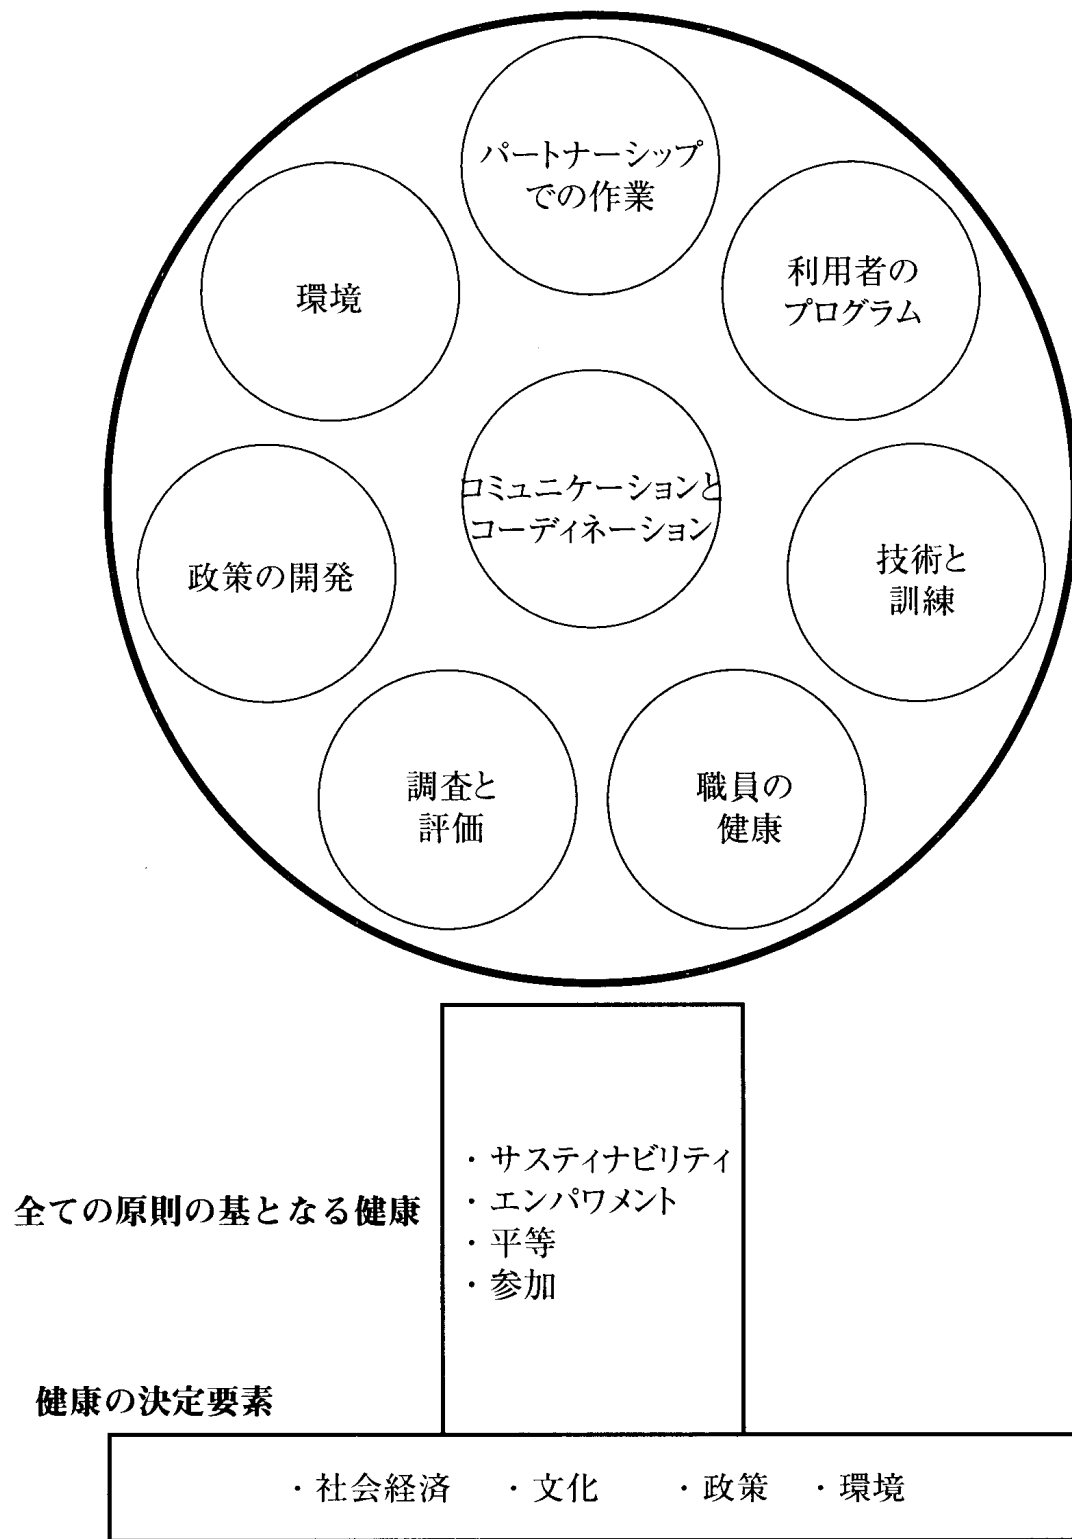 パートナーシップ
での作業
環境
利用者の
プログラム
コミュニケーションと
コーディネーション
政策の開発
技術と
訓練
調査と
評価
職員の
健康
・サスティナビリティ
・エンパワメント
・平等
・参加
全ての原則の基となる健康
健康の決定要素
・社会経済 ・文化 ・政策 ・環境